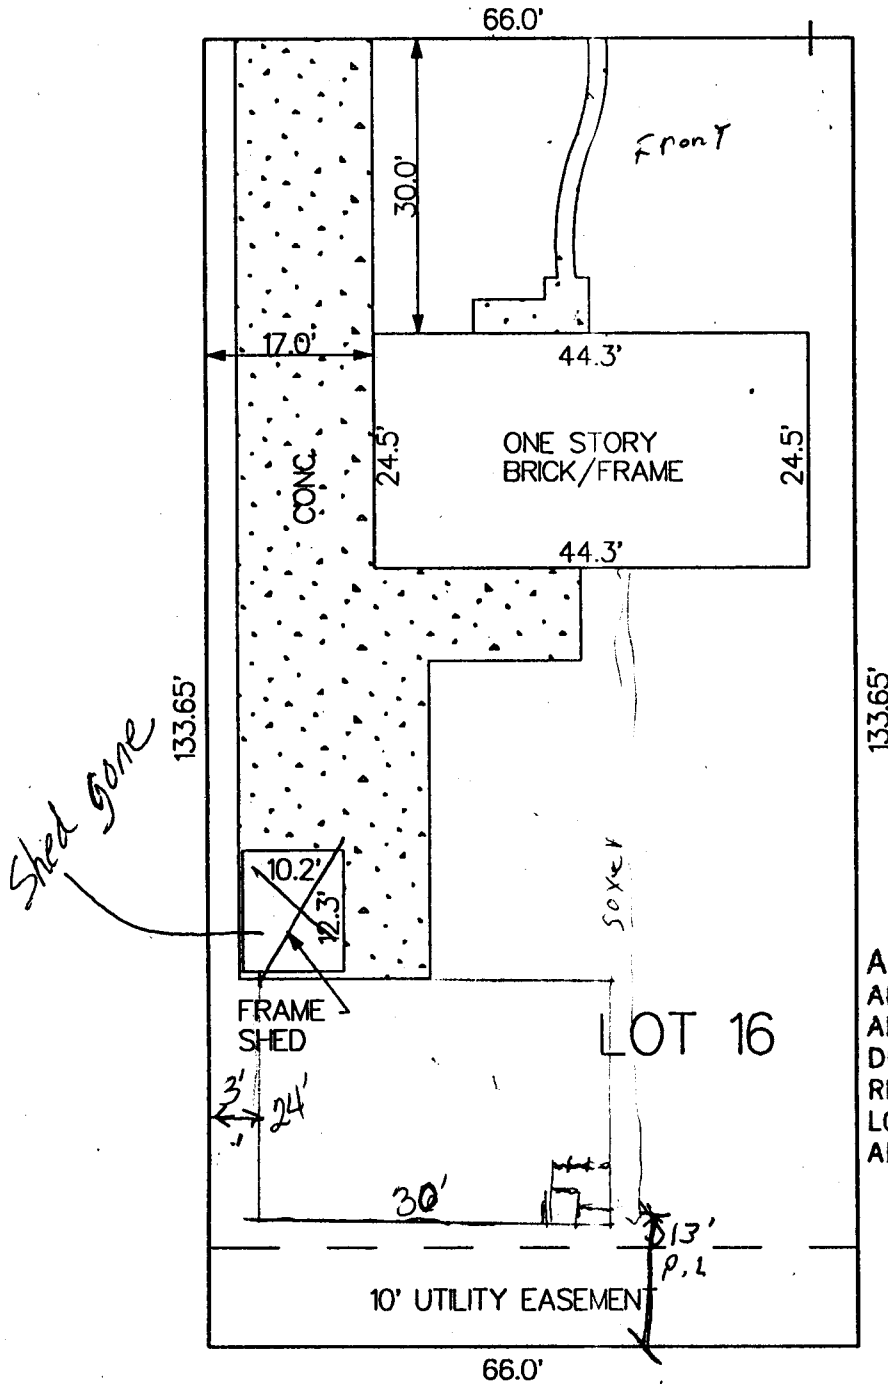 66.0'
Front
30.0'
17.0'
44.3'
CONC.
24.5'
ONE STORY
BRICK/FRAME
24.5'
44.3'
133.65'
133.65'
Shed gone
10.2'
12.3'
FRAME
SHED
LOT 16
3'
24'
30'
13'
P.L
10' UTILITY EASEMENT
66.0'